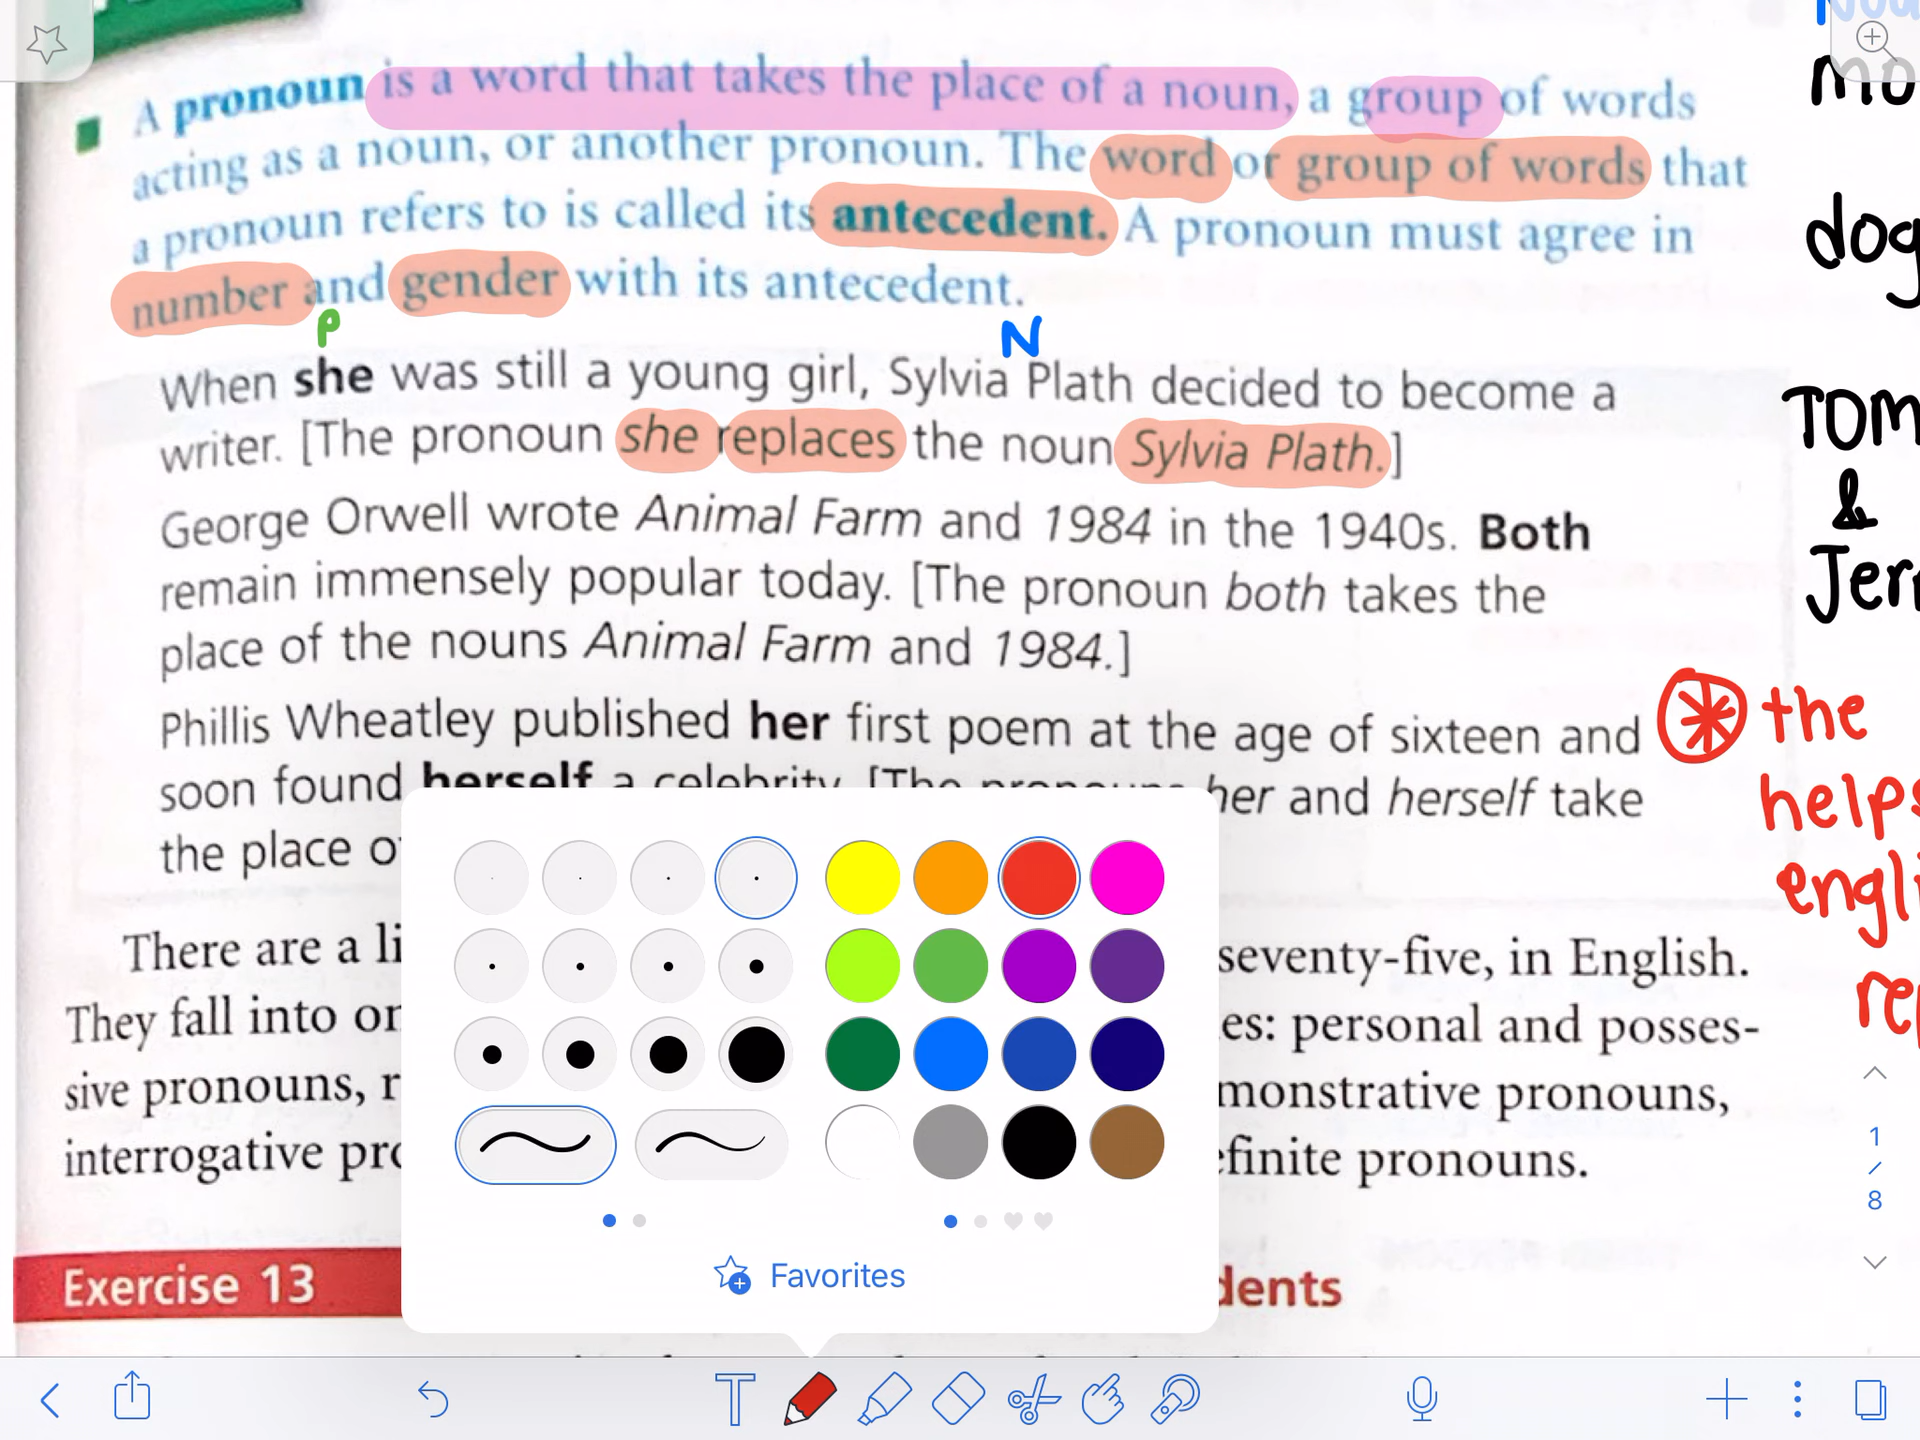 A pronoun is a word that takes the place of a noun, a group of words
acting as a noun, or another pronoun. The word or group of words that
a pronoun refers to is called its antecedent. A pronoun must agree in
number and gender with its antecedent.
P
N
When she was still a young girl, Sylvia Plath decided to become a
writer. [The pronoun she replaces the noun Sylvia Plath.]
George Orwell wrote Animal Farm and 1984 in the 1940s. Both
remain immensely popular today. [The pronoun both takes the
place of the nouns Animal Farm and 1984.]
Phillis Wheatley published her first poem at the age of sixteen and
soon found herself a celebrity. [The pronouns her and herself take
the place
There are a seventy-five, in English.
They fall into
es: personal and posses-
sive pronouns,
monstrative pronouns,
interrogative
efinite pronouns.
Exercise 13
dents
dog
TOM
&
Jerr
the
helps
engli
rep
1
/
8
Favorites
T